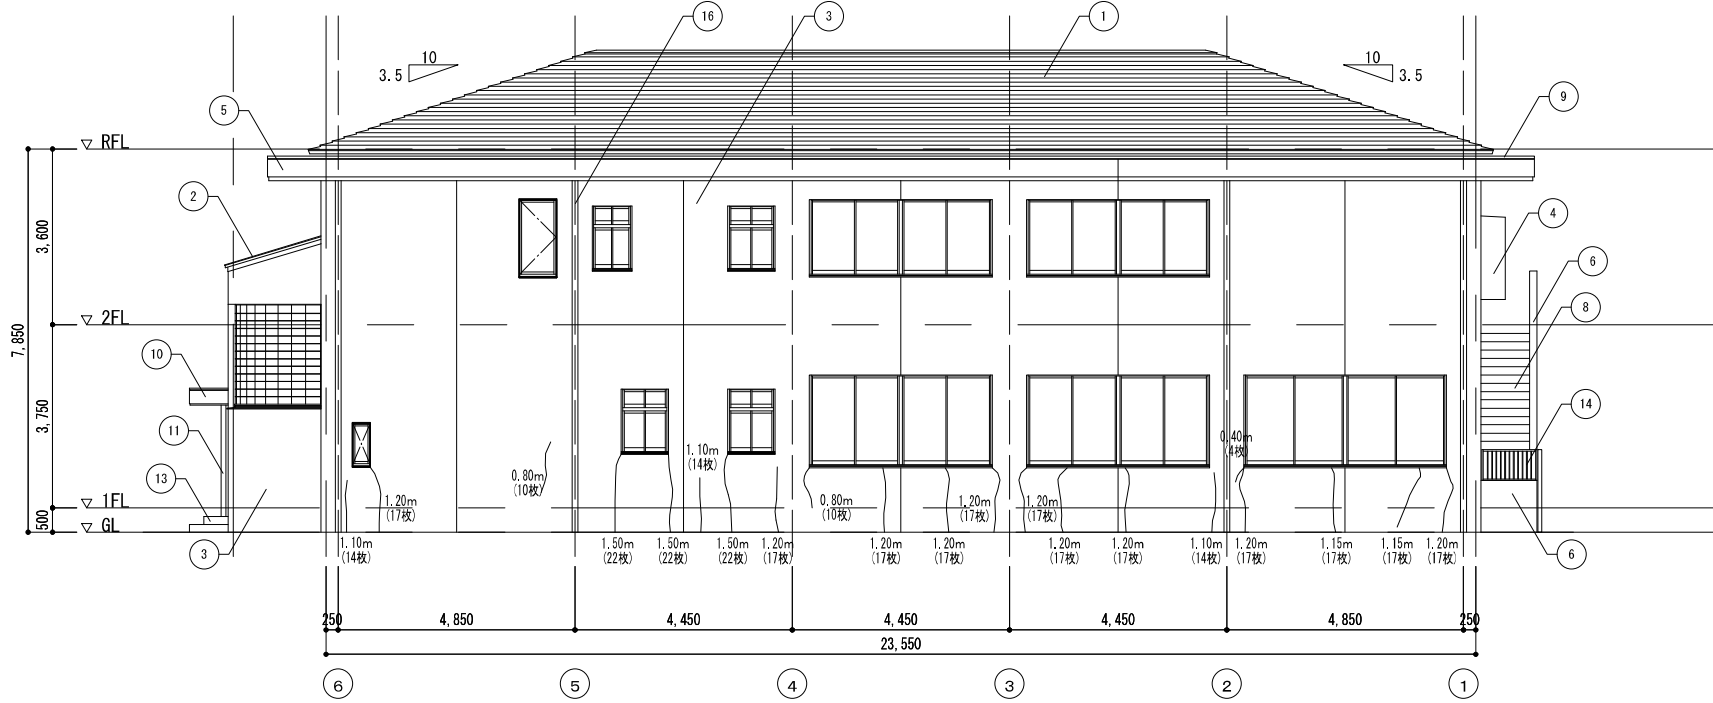 16
3
1
10
3.5
10
3.5
5
9
RFL
2
4
3,600
6
8
2FL
7,850
10
14
3,750
11
0.40m
(4枚)
1.10m
(14枚)
13
0.80m
(10枚)
1.20m
(17枚)
0.80m
(10枚)
1.20m
(17枚)
1.20m
(17枚)
1FL
500
GL
3
6
1.10m
(14枚)
1.50m
(22枚)
1.50m
(22枚)
1.50m
(22枚)
1.20m
(17枚)
1.20m
(17枚)
1.20m
(17枚)
1.20m
(17枚)
1.20m
(17枚)
1.10m
(14枚)
1.20m
(17枚)
1.15m
(17枚)
1.15m
(17枚)
1.20m
(17枚)
250
4,850
4,450
4,450
4,450
4,850
250
23,550
6
5
4
3
2
1